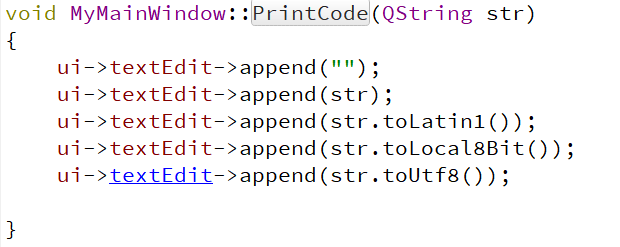 void MyMainWindow::PrintCode(QString str)
{
    ui->textEdit->append("");
    ui->textEdit->append(str);
    ui->textEdit->append(str.toLatin1());
    ui->textEdit->append(str.toLocal8Bit());
    ui->textEdit->append(str.toUtf8());
}